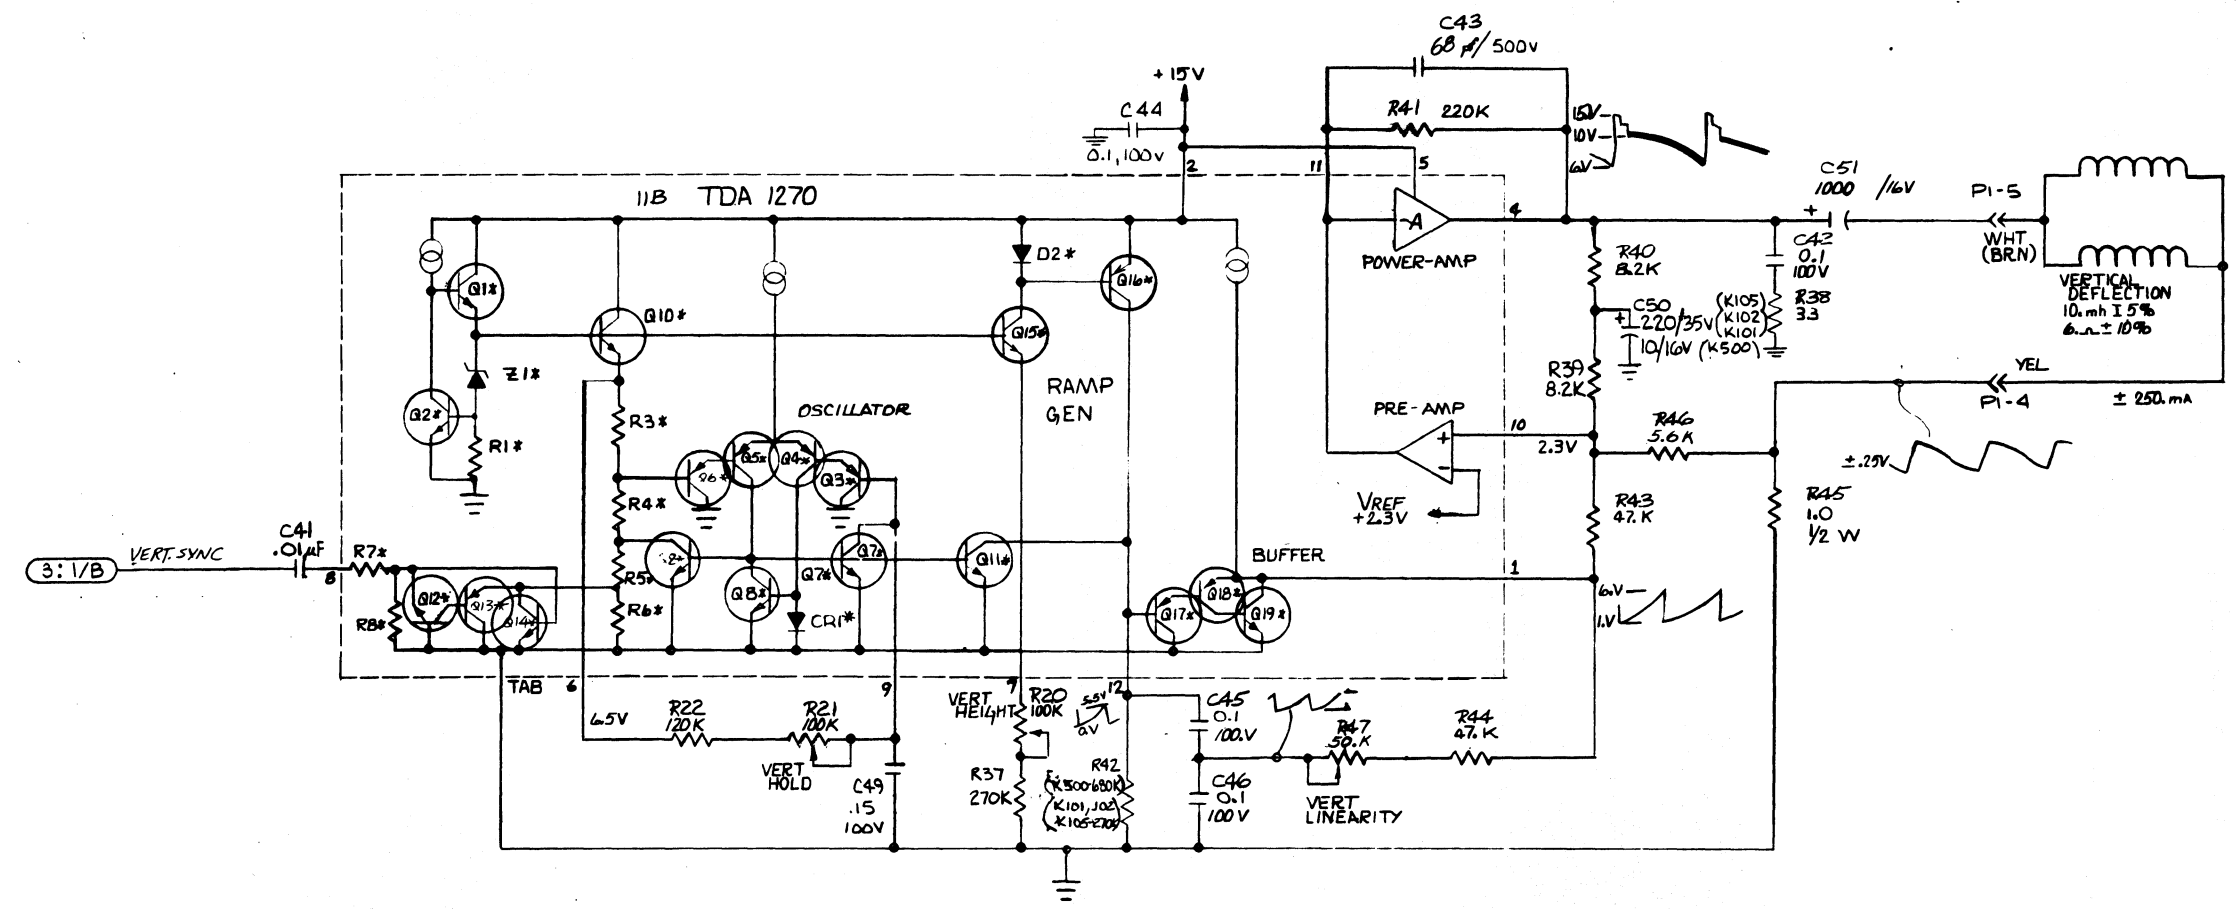 C43
68 pf/500V
+15V
C44
0.1, 100V
R41 220K
15V
10V
6V
2
11
5
11B TDA 1270
C51
1000 /16V
+
P1-5
WHT
(BRN)
VERTICAL
DEFLECTION
10.mh I 5%
6.Ω ± 10%
-A
POWER-AMP
4
R40
8.2K
C42
0.1
100V
R38
3.3
C50
+
220/35V (K105)
(K102
K101)
10/16V (K500)
R39
8.2K
YEL
P1-4
± 250.mA
Q1*
Q10*
D2*
Q16*
Q15*
Z1*
Q2*
R1*
RAMP
GEN
OSCILLATOR
R3*
Q5*
Q4*
Q3*
R4*
PRE-AMP
+
-
10
2.3V
VREF
+2.3V
R46
5.6K
±.25V
R43
47.K
R45
1.0
1/2 W
3: 1/B
VERT. SYNC
C41
.01µF
8
R7*
R8*
Q12*
Q13*
Q14*
R5*
R6*
Q7*
Q7*
Q8*
CR1*
Q11*
BUFFER
1
Q17*
Q18*
Q19*
6.V
1.V
TAB
6
9
7
12
6.5V
R22
120K
R21
100K
VERT
HOLD
C49
.15
100V
VERT
HEIGHT
R20
100K
5.5V
0.V
R37
270K
R42
(K500-680K)
(K101, 102
K105-270K)
C45
0.1
100.V
C46
0.1
100V
R47
50.K
VERT
LINEARITY
R44
47.K